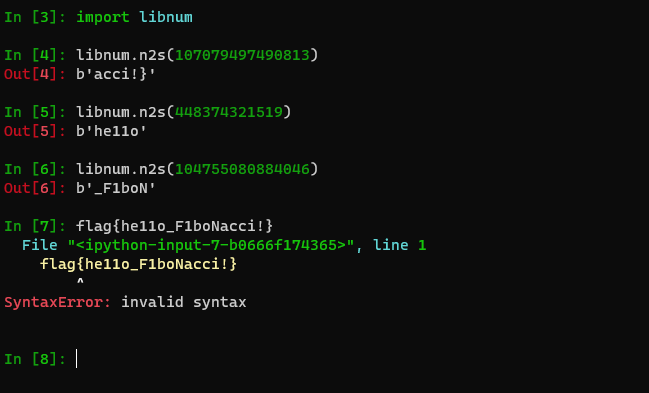 In [3]: import libnum
In [4]: libnum.n2s(107079497490813)
Out[4]: b'acci!}'
In [5]: libnum.n2s(448374321519)
Out[5]: b'he11o'
In [6]: libnum.n2s(104755080884046)
Out[6]: b'_F1boN'
In [7]: flag{he11o_F1boNacci!}
File "<ipython-input-7-b0666f174365>", line 1
flag{he11o_F1boNacci!}
^
SyntaxError: invalid syntax
In [8]: